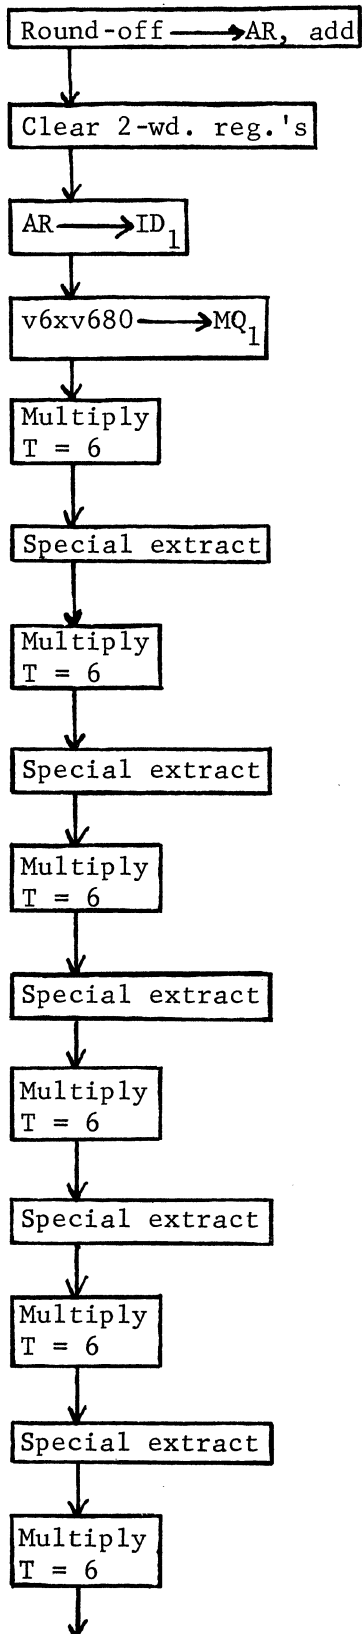 Round-off ⟶AR, add
Clear 2-wd. reg.'s
AR ⟶ID₁
v6xv680⟶MQ₁
Multiply
T = 6
Special extract
Multiply
T = 6
Special extract
Multiply
T = 6
Special extract
Multiply
T = 6
Special extract
Multiply
T = 6
Special extract
Multiply
T = 6